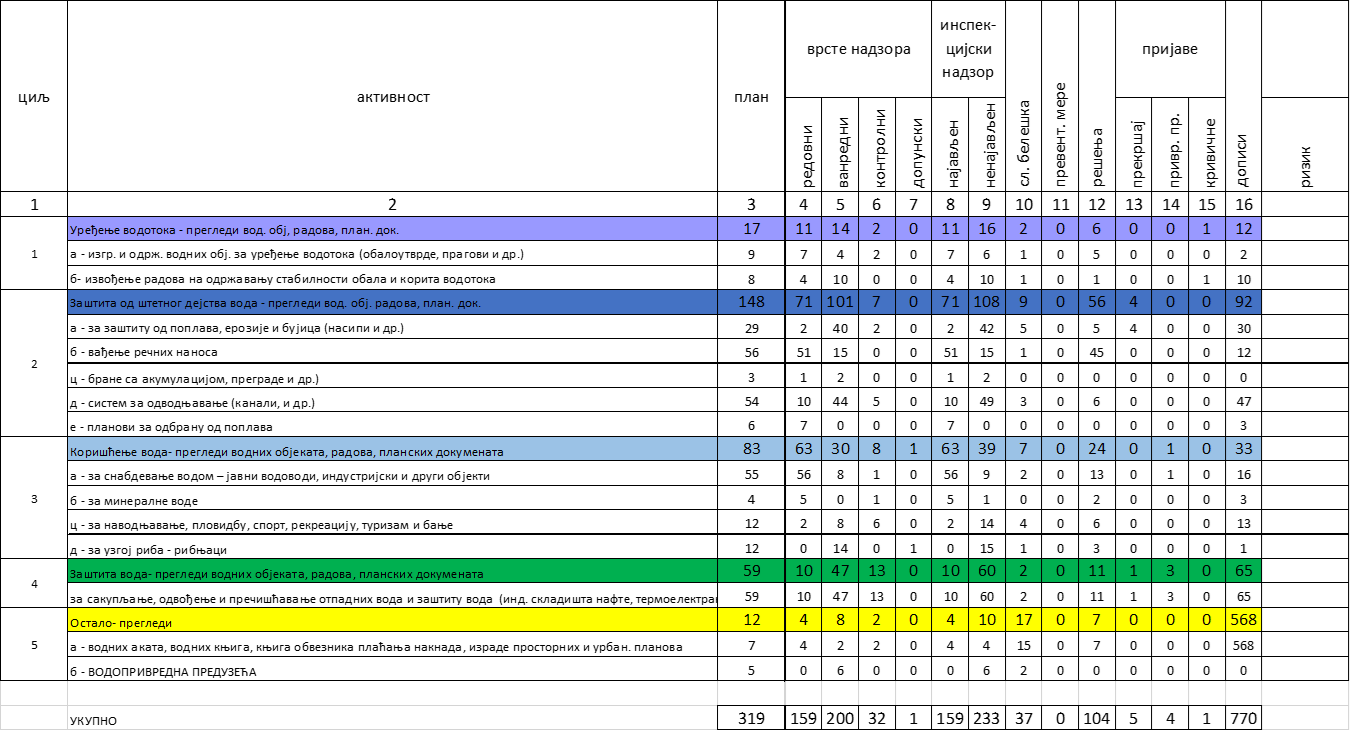 циљ активност план врсте надзора инспек-цијски надзор сл. белешка превент. мере решења пријаве дописи
редовни ванредни контролни допунски најављен ненајављен прекршај привр. пр. кривичне ризик
1 2 3 4 5 6 7 8 9 10 11 12 13 14 15 16
1 Уређење водотока - прегледи вод. обј, радова, план. док. 17 11 14 2 0 11 16 2 0 6 0 0 1 12
а - изгр. и одрж. водних обј. за уређење водотока (обалоутврде, прагови и др.) 9 7 4 2 0 7 6 1 0 5 0 0 0 2
б- извођење радова на одржавању стабилности обала и корита водотока 8 4 10 0 0 4 10 1 0 1 0 0 1 10
2 Заштита од штетног дејства вода - прегледи вод. обј. радова, план. док. 148 71 101 7 0 71 108 9 0 56 4 0 0 92
а - за заштиту од поплава, ерозије и бујица (насипи и др.) 29 2 40 2 0 2 42 5 0 5 4 0 0 30
б - вађење речних наноса 56 51 15 0 0 51 15 1 0 45 0 0 0 12
ц - бране са акумулацијом, преграде и др.) 3 1 2 0 0 1 2 0 0 0 0 0 0 0
д - систем за одводњавање (канали, и др.) 54 10 44 5 0 10 49 3 0 6 0 0 0 47
е - планови за одбрану од поплава 6 7 0 0 0 7 0 0 0 0 0 0 0 3
3 Коришћење вода- прегледи водних објеката, радова, планских докумената 83 63 30 8 1 63 39 7 0 24 0 1 0 33
а - за снабдевање водом – јавни водоводи, индустријски и други објекти 55 56 8 1 0 56 9 2 0 13 0 1 0 16
б - за минералне воде 4 5 0 1 0 5 1 0 0 2 0 0 0 3
ц - за наводњавање, пловидбу, спорт, рекреацију, туризам и бање 12 2 8 6 0 2 14 4 0 6 0 0 0 13
д - за узгој риба - рибњаци 12 0 14 0 1 0 15 1 0 3 0 0 0 1
4 Заштита вода- прегледи водних објеката, радова, планских докумената 59 10 47 13 0 10 60 2 0 11 1 3 0 65
за сакупљање, одвођење и пречишћавање отпадних вода и заштиту вода (инд. складишта нафте, термоелектра 59 10 47 13 0 10 60 2 0 11 1 3 0 65
5 Остало- прегледи 12 4 8 2 0 4 10 17 0 7 0 0 0 568
а - водних аката, водних књига, књига обвезника плаћања накнада, израде просторних и урбан. планова 7 4 2 2 0 4 4 15 0 7 0 0 0 568
б - ВОДОПРИВРЕДНА ПРЕДУЗЕЋА 5 0 6 0 0 0 6 2 0 0 0 0 0 0
УКУПНО 319 159 200 32 1 159 233 37 0 104 5 4 1 770